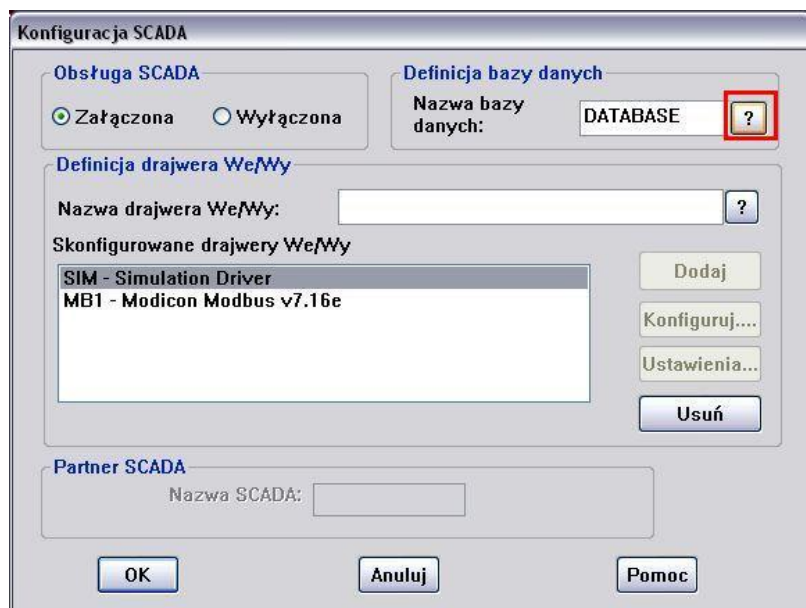 Konfiguracja SCADA
Obsługa SCADA
Załączona Wyłączona
Definicja bazy danych
Nazwa bazy
danych:
DATABASE ?
Definicja drajwera We/Wy
Nazwa drajwera We/Wy: ?
Skonfigurowane drajwery We/Wy
SIM - Simulation Driver
MB1 - Modicon Modbus v7.16e
Dodaj
Konfiguruj....
Ustawienia...
Usuń
Partner SCADA
Nazwa SCADA:
OK Anuluj Pomoc